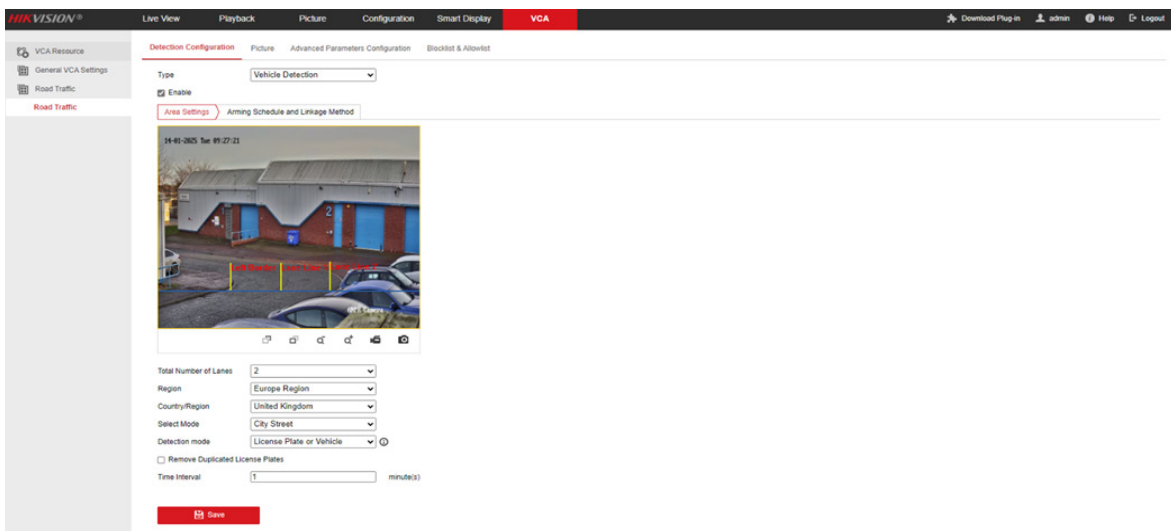 HIKVISION®
Live View Playback Picture Configuration Smart Display VCA
Download Plug-in admin Help Logout
VCA Resource
General VCA Settings
Road Traffic
Road Traffic
Detection Configuration Picture Advanced Parameters Configuration Blocklist & Allowlist
Type Vehicle Detection
Enable
Area Settings Arming Schedule and Linkage Method
14-01-2025 Tue 09:27:21
2
Total Number of Lanes 2
Region Europe Region
Country/Region United Kingdom
Select Mode City Street
Detection mode License Plate or Vehicle
Remove Duplicated License Plates
Time Interval 1 minute(s)
Save